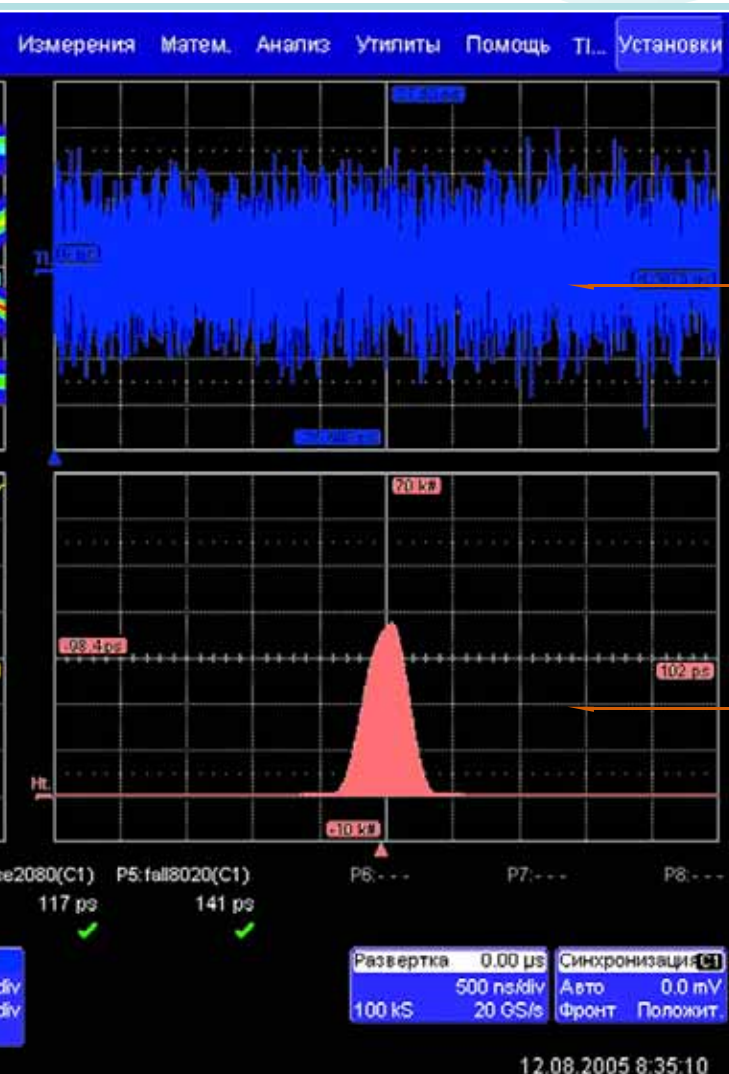 Измерения Матем. Анализ Утилиты Помощь TI... Установки
TI.
70 k#
-98.4 ps
102 ps
Ht.
-10 k#
ce2080(C1) P5:fall8020(C1) P6:- - - P7:- - - P8:- - -
117 ps 141 ps
Развертка 0.00 µs Синхронизация C1
div 500 ns/div Авто 0.0 mV
div 100 kS 20 GS/s Фронт Положит.
12.08.2005 8:35:10